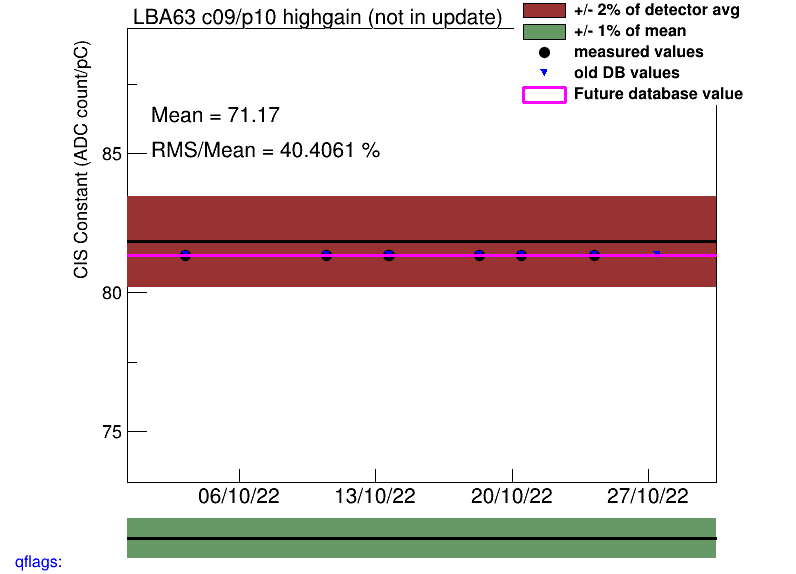 LBA63 c09/p10 highgain (not in update)
+/- 2% of detector avg
+/- 1% of mean
measured values
old DB values
Future database value
CIS Constant (ADC count/pC)
Mean = 71.17
RMS/Mean = 40.4061 %
85
80
75
06/10/22 13/10/22 20/10/22 27/10/22
qflags: